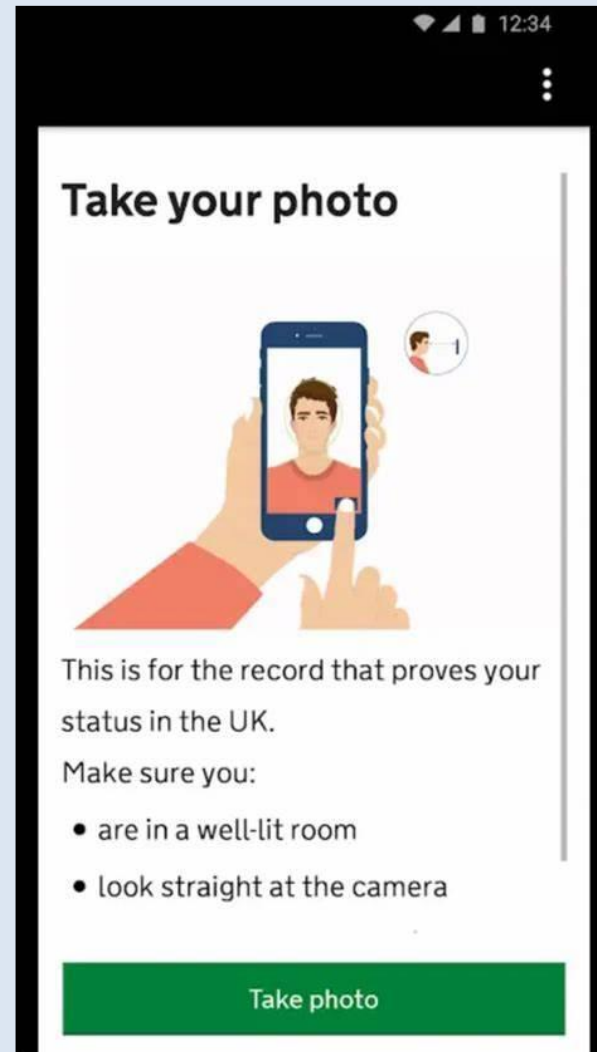 12:34
Take your photo
This is for the record that proves your
status in the UK.
Make sure you:
• are in a well-lit room
• look straight at the camera
Take photo